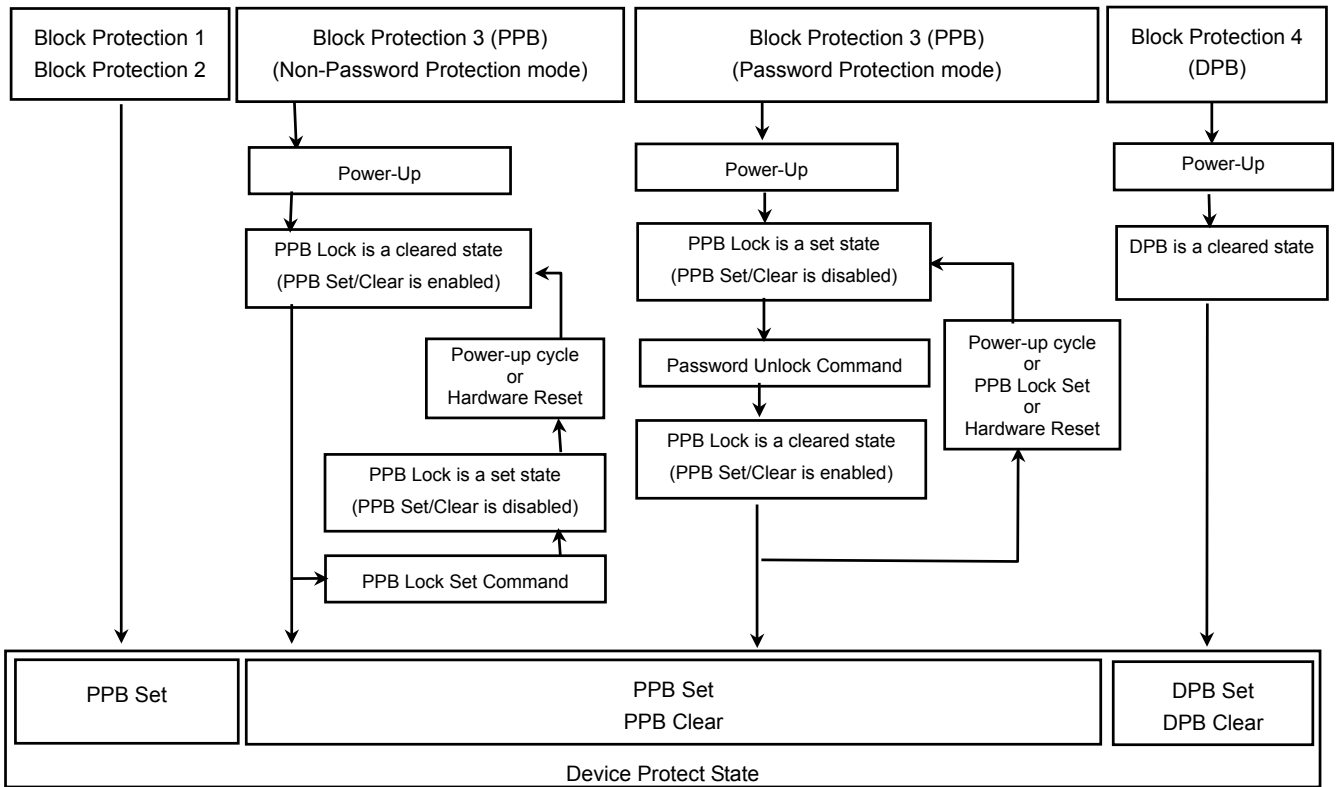 Block Protection 1
Block Protection 2
Block Protection 3 (PPB)
(Non-Password Protection mode)
Block Protection 3 (PPB)
(Password Protection mode)
Block Protection 4
(DPB)
Power-Up
Power-Up
Power-Up
PPB Lock is a cleared state
(PPB Set/Clear is enabled)
PPB Lock is a set state
(PPB Set/Clear is disabled)
DPB is a cleared state
Power-up cycle
or
Hardware Reset
Password Unlock Command
Power-up cycle
or
PPB Lock Set
or
Hardware Reset
PPB Lock is a set state
(PPB Set/Clear is disabled)
PPB Lock is a cleared state
(PPB Set/Clear is enabled)
PPB Lock Set Command
PPB Set
PPB Set
PPB Clear
DPB Set
DPB Clear
Device Protect State